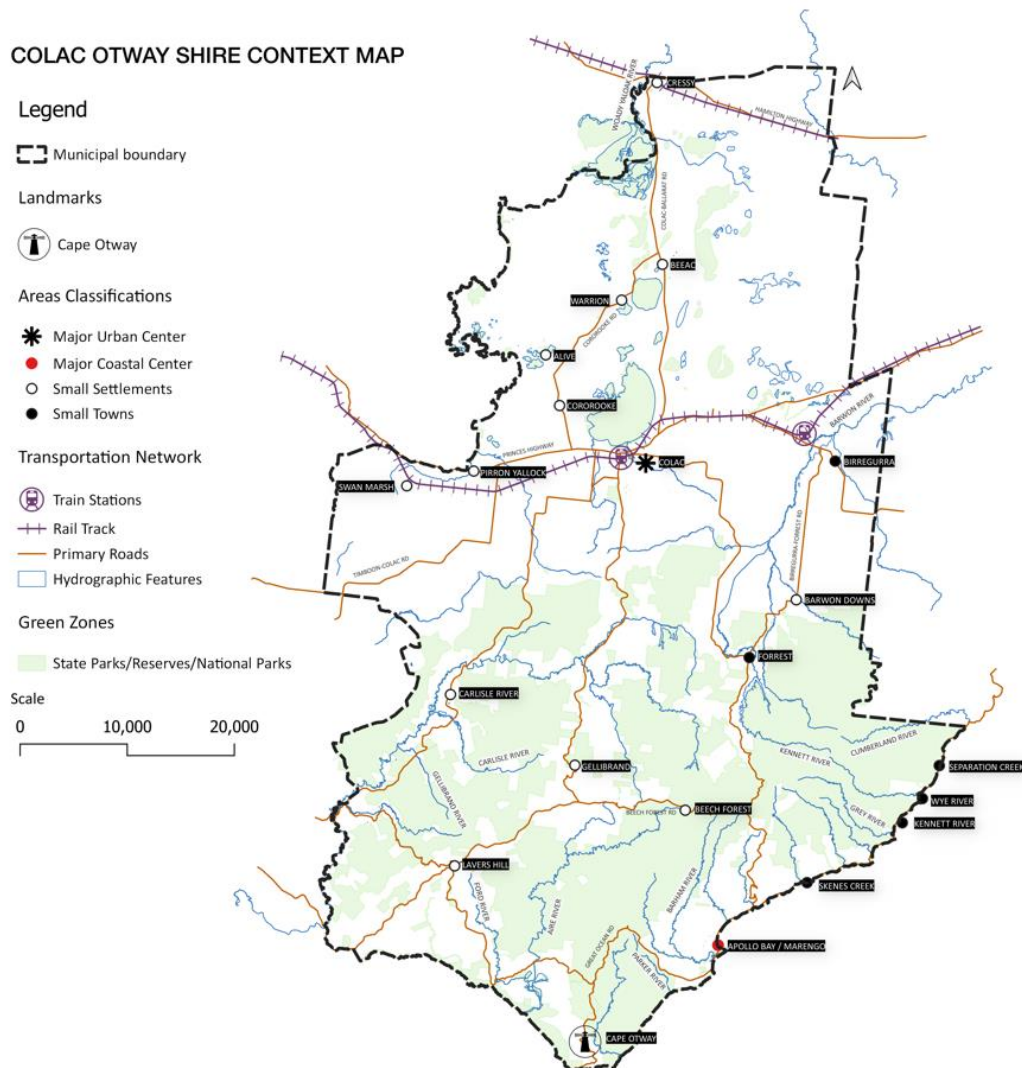 COLAC OTWAY SHIRE CONTEXT MAP
Legend
Municipal boundary
Landmarks
Cape Otway
Areas Classifications
Major Urban Center
Major Coastal Center
Small Settlements
Small Towns
Transportation Network
Train Stations
Rail Track
Primary Roads
Hydrographic Features
Green Zones
State Parks/Reserves/National Parks
Scale
0 10,000 20,000
WOADY YALOAK RIVER
CRESSY
HAMILTON HIGHWAY
COLAC-BALLARAT RD
BEEAC
WARRION
COROROOKE RD
ALIVE
COROROOKE
PRINCES HIGHWAY
BARWON RIVER
PIRRON YALLOCK
COLAC
BIRREGURRA
SWAN MARSH
BIRREGURRA-FORREST RD
TIMBOON-COLAC RD
BARWON DOWNS
FORREST
CARLISLE RIVER
CARLISLE RIVER
GELLIBRAND
GELLIBRAND RIVER
KENNETT RIVER
CUMBERLAND RIVER
SEPARATION CREEK
WYE RIVER
GREY RIVER
KENNETT RIVER
BEECH FOREST
BEECH FOREST RD
LAVERS HILL
SKENES CREEK
FORD RIVER
AIRE RIVER
BARHAM RIVER
GREAT OCEAN RD
PARKER RIVER
APOLLO BAY / MARENGO
CAPE OTWAY